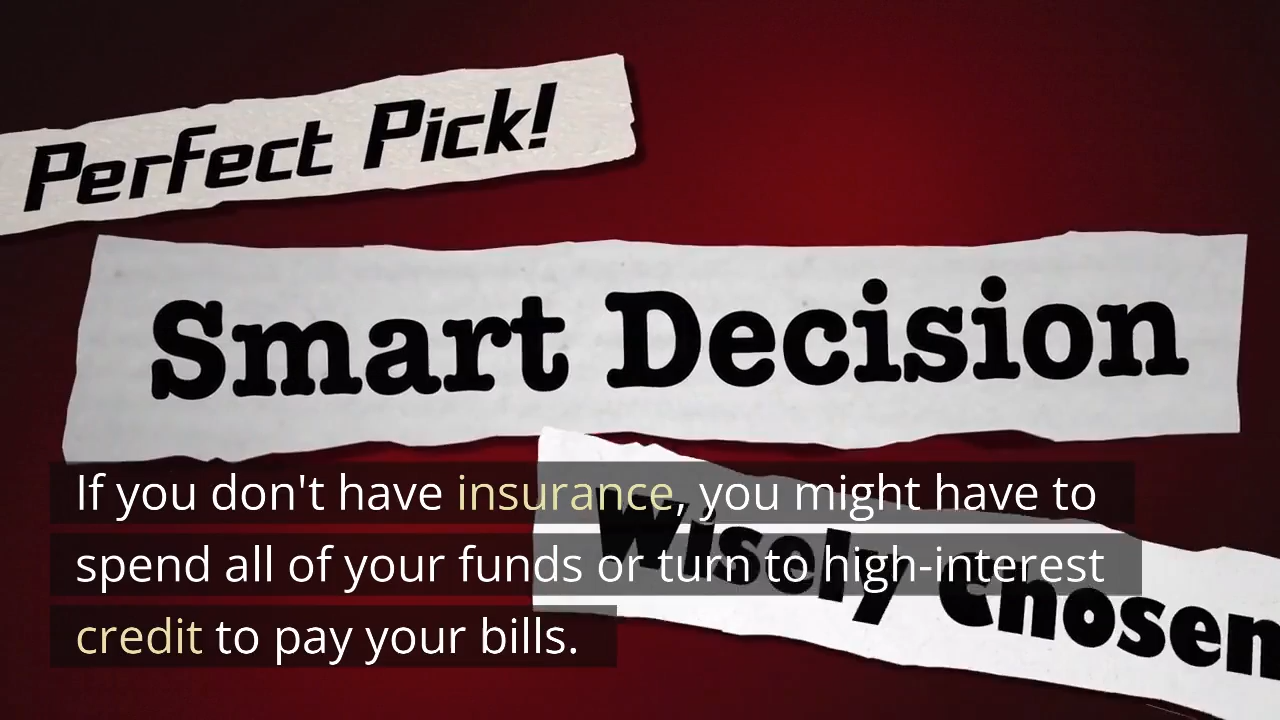 Perfect Pick!
Smart Decision
Wisely Chosen
If you don't have insurance, you might have to
spend all of your funds or turn to high-interest
credit to pay your bills.